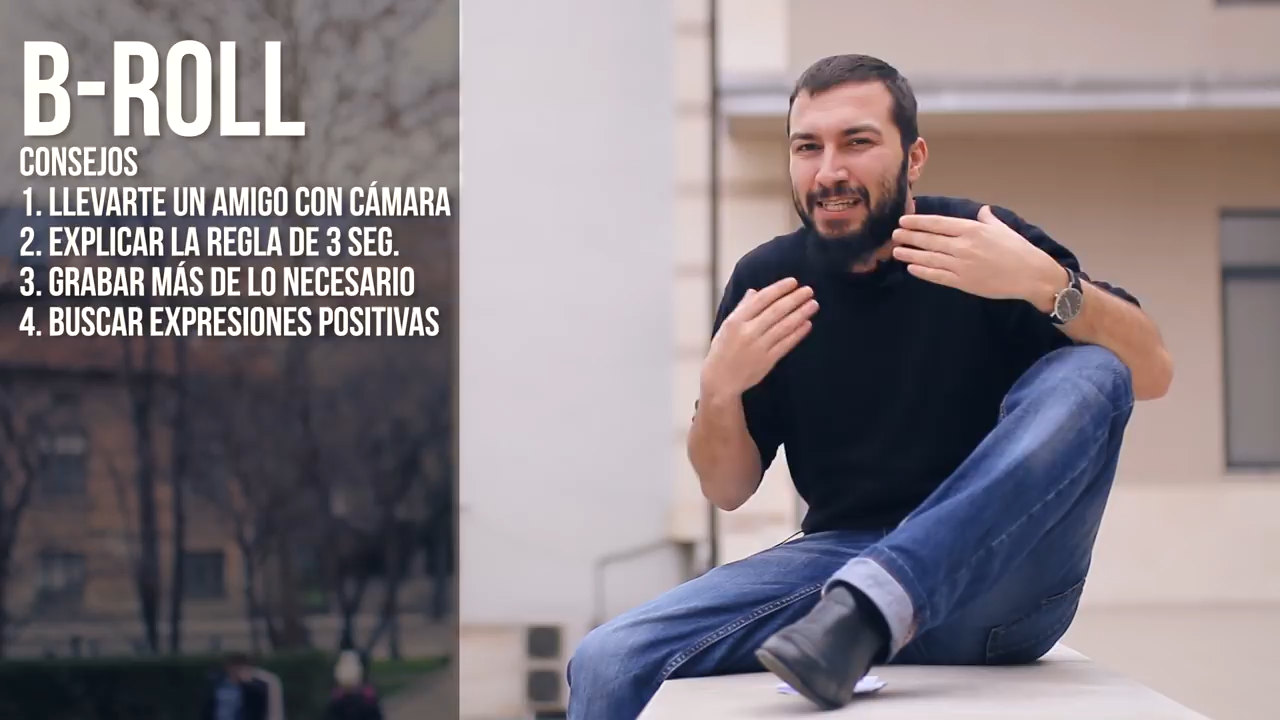 B-ROLL
CONSEJOS
1. LLEVARTE UN AMIGO CON CÁMARA
2. EXPLICAR LA REGLA DE 3 SEG.
3. GRABAR MÁS DE LO NECESARIO
4. BUSCAR EXPRESIONES POSITIVAS